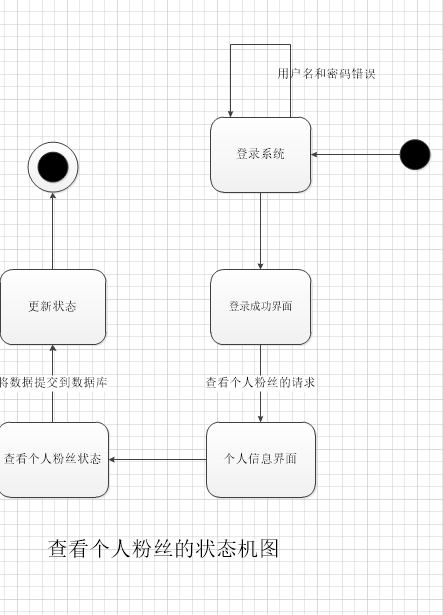 用户名和密码错误
登录系统
更新状态
登录成功界面
将数据提交到数据库
查看个人粉丝的请求
查看个人粉丝状态
个人信息界面
查看个人粉丝的状态机图